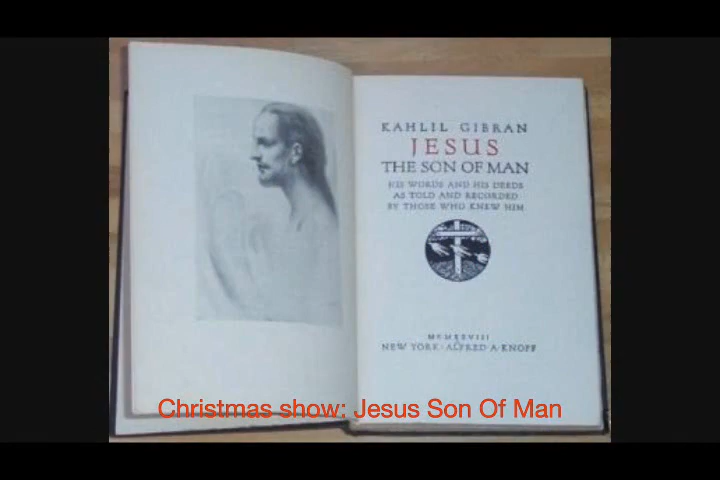 KAHLIL GIBRAN
JESUS
THE SON OF MAN
HIS WORDS AND HIS DEEDS
AS TOLD AND RECORDED
BY THOSE WHO KNEW HIM
MCMXXVIII
NEW YORK · ALFRED · A · KNOPF
Christmas show: Jesus Son Of Man